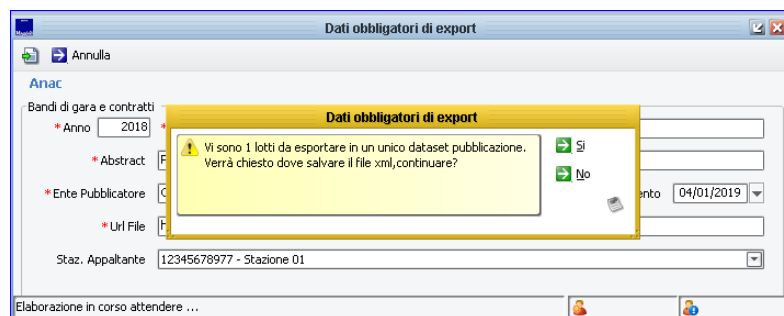 Dati obbligatori di export
Annulla
Anac
Bandi di gara e contratti
*Anno 2018 *
*Abstract
*Ente Pubblicatore
04/01/2019
*Url File
Staz. Appaltante 12345678977 - Stazione 01
Dati obbligatori di export
Vi sono 1 lotti da esportare in un unico dataset pubblicazione.
Verrà chiesto dove salvare il file xml,continuare?
Si
No
Elaborazione in corso attendere ...